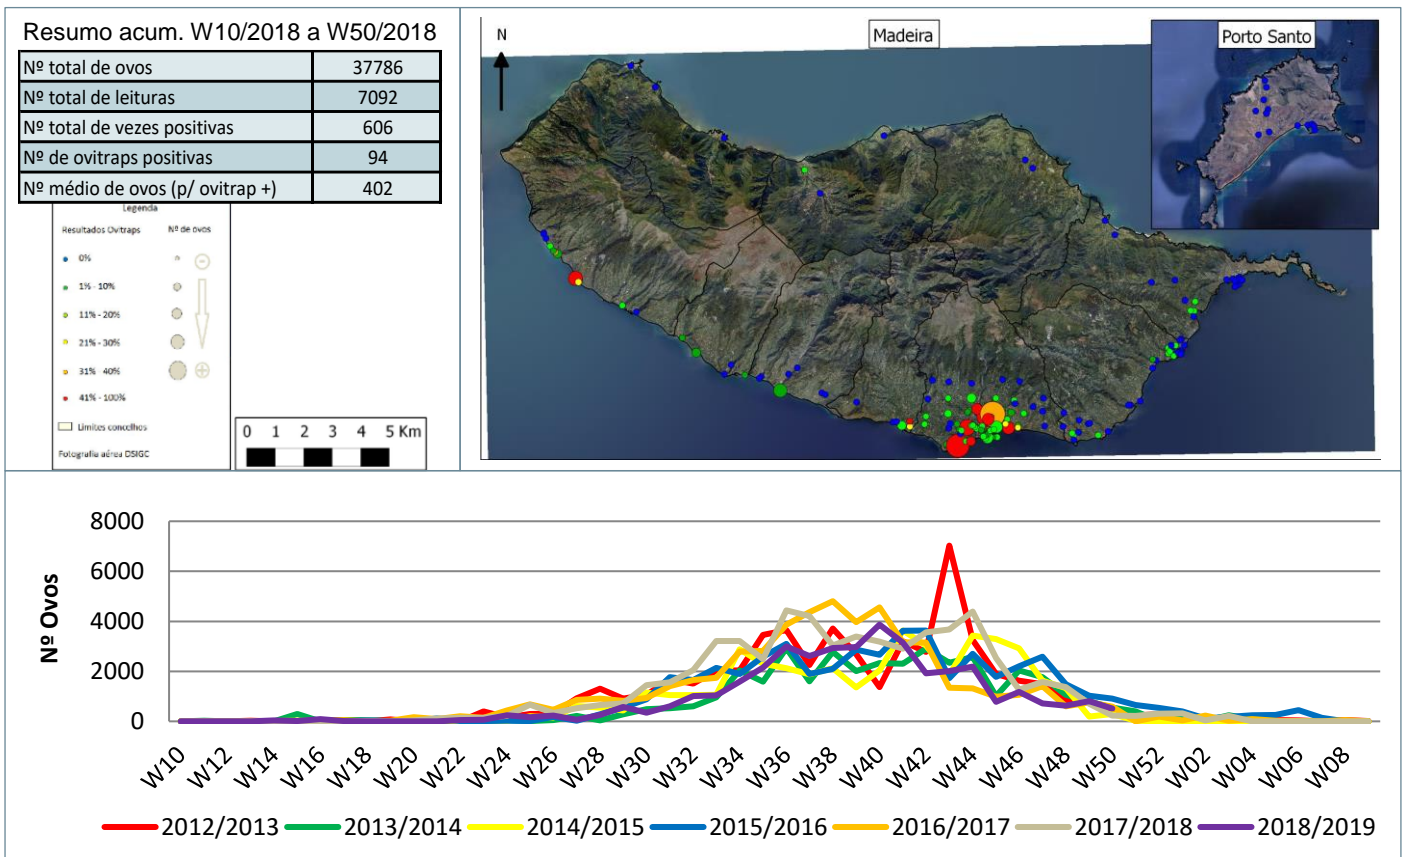 Resumo acum. W10/2018 a W50/2018
Nº total de ovos 37786
Nº total de leituras 7092
Nº total de vezes positivas 606
Nº de ovitraps positivas 94
Nº médio de ovos (p/ ovitrap +) 402
Legenda
Resultados Ovitraps Nº de ovos
0%
1% - 10%
11% - 20%
21% - 30%
31% - 40%
41% - 100%
Limites concelhos
Fotografia aérea DSIGC
0 1 2 3 4 5 Km
N
Madeira
Porto Santo
Nº Ovos
8000
6000
4000
2000
0
W10 W12 W14 W16 W18 W20 W22 W24 W26 W28 W30 W32 W34 W36 W38 W40 W42 W44 W46 W48 W50 W52 W02 W04 W06 W08
2012/2013 2013/2014 2014/2015 2015/2016 2016/2017 2017/2018 2018/2019